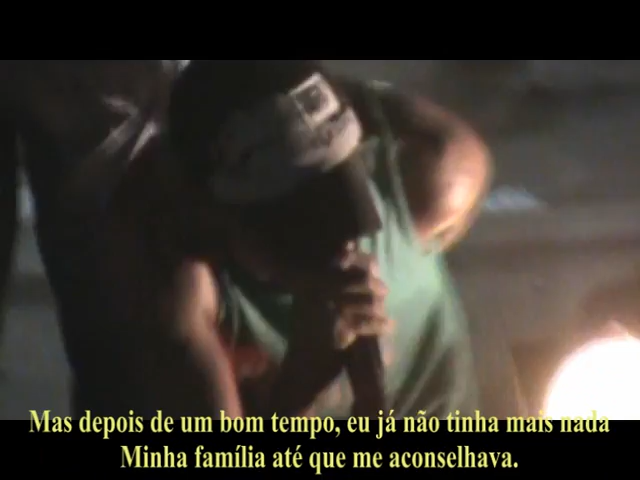 Mas depois de um bom tempo, eu já não tinha mais nada
Minha família até que me aconselhava.